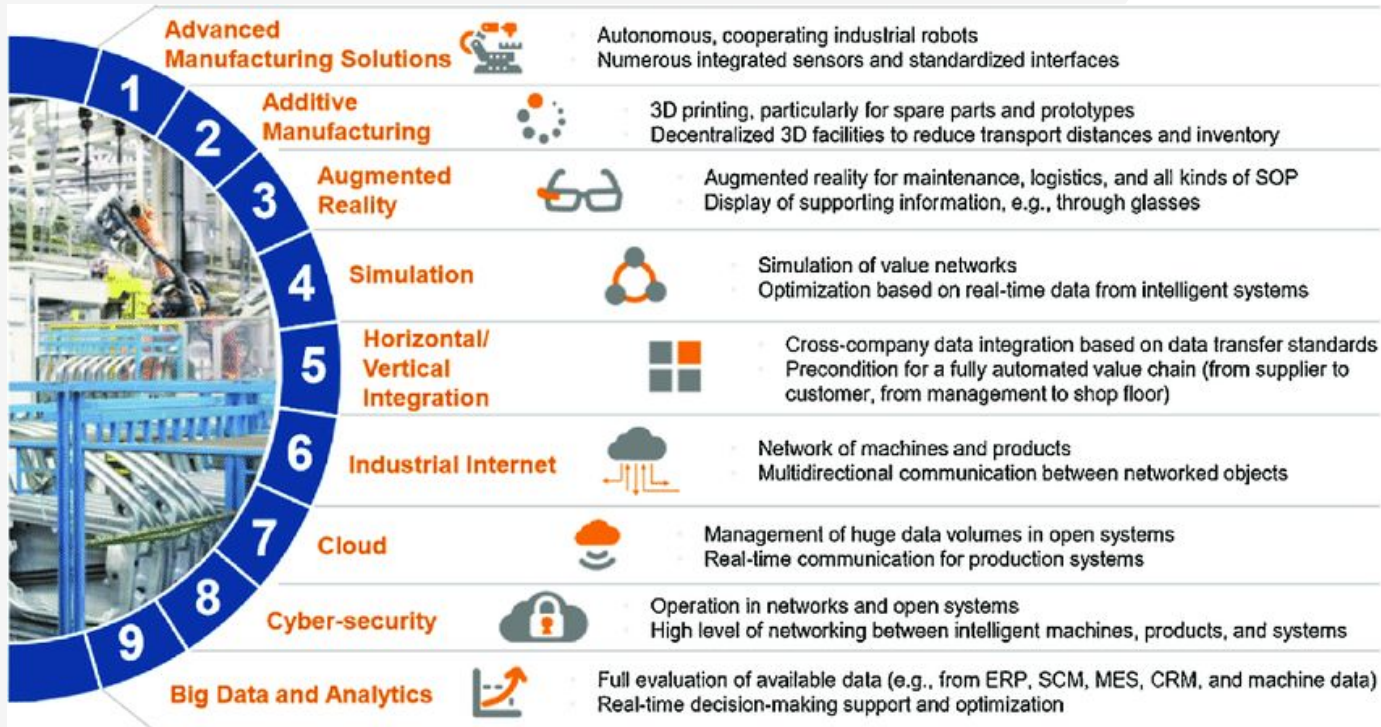 1
Advanced
Manufacturing Solutions
Autonomous, cooperating industrial robots
Numerous integrated sensors and standardized interfaces
2
Additive
Manufacturing
3D printing, particularly for spare parts and prototypes
Decentralized 3D facilities to reduce transport distances and inventory
3
Augmented
Reality
Augmented reality for maintenance, logistics, and all kinds of SOP
Display of supporting information, e.g., through glasses
4
Simulation
Simulation of value networks
Optimization based on real-time data from intelligent systems
5
Horizontal/
Vertical
Integration
Cross-company data integration based on data transfer standards
Precondition for a fully automated value chain (from supplier to
customer, from management to shop floor)
6
Industrial Internet
Network of machines and products
Multidirectional communication between networked objects
7
Cloud
Management of huge data volumes in open systems
Real-time communication for production systems
8
Cyber-security
Operation in networks and open systems
High level of networking between intelligent machines, products, and systems
9
Big Data and Analytics
Full evaluation of available data (e.g., from ERP, SCM, MES, CRM, and machine data)
Real-time decision-making support and optimization